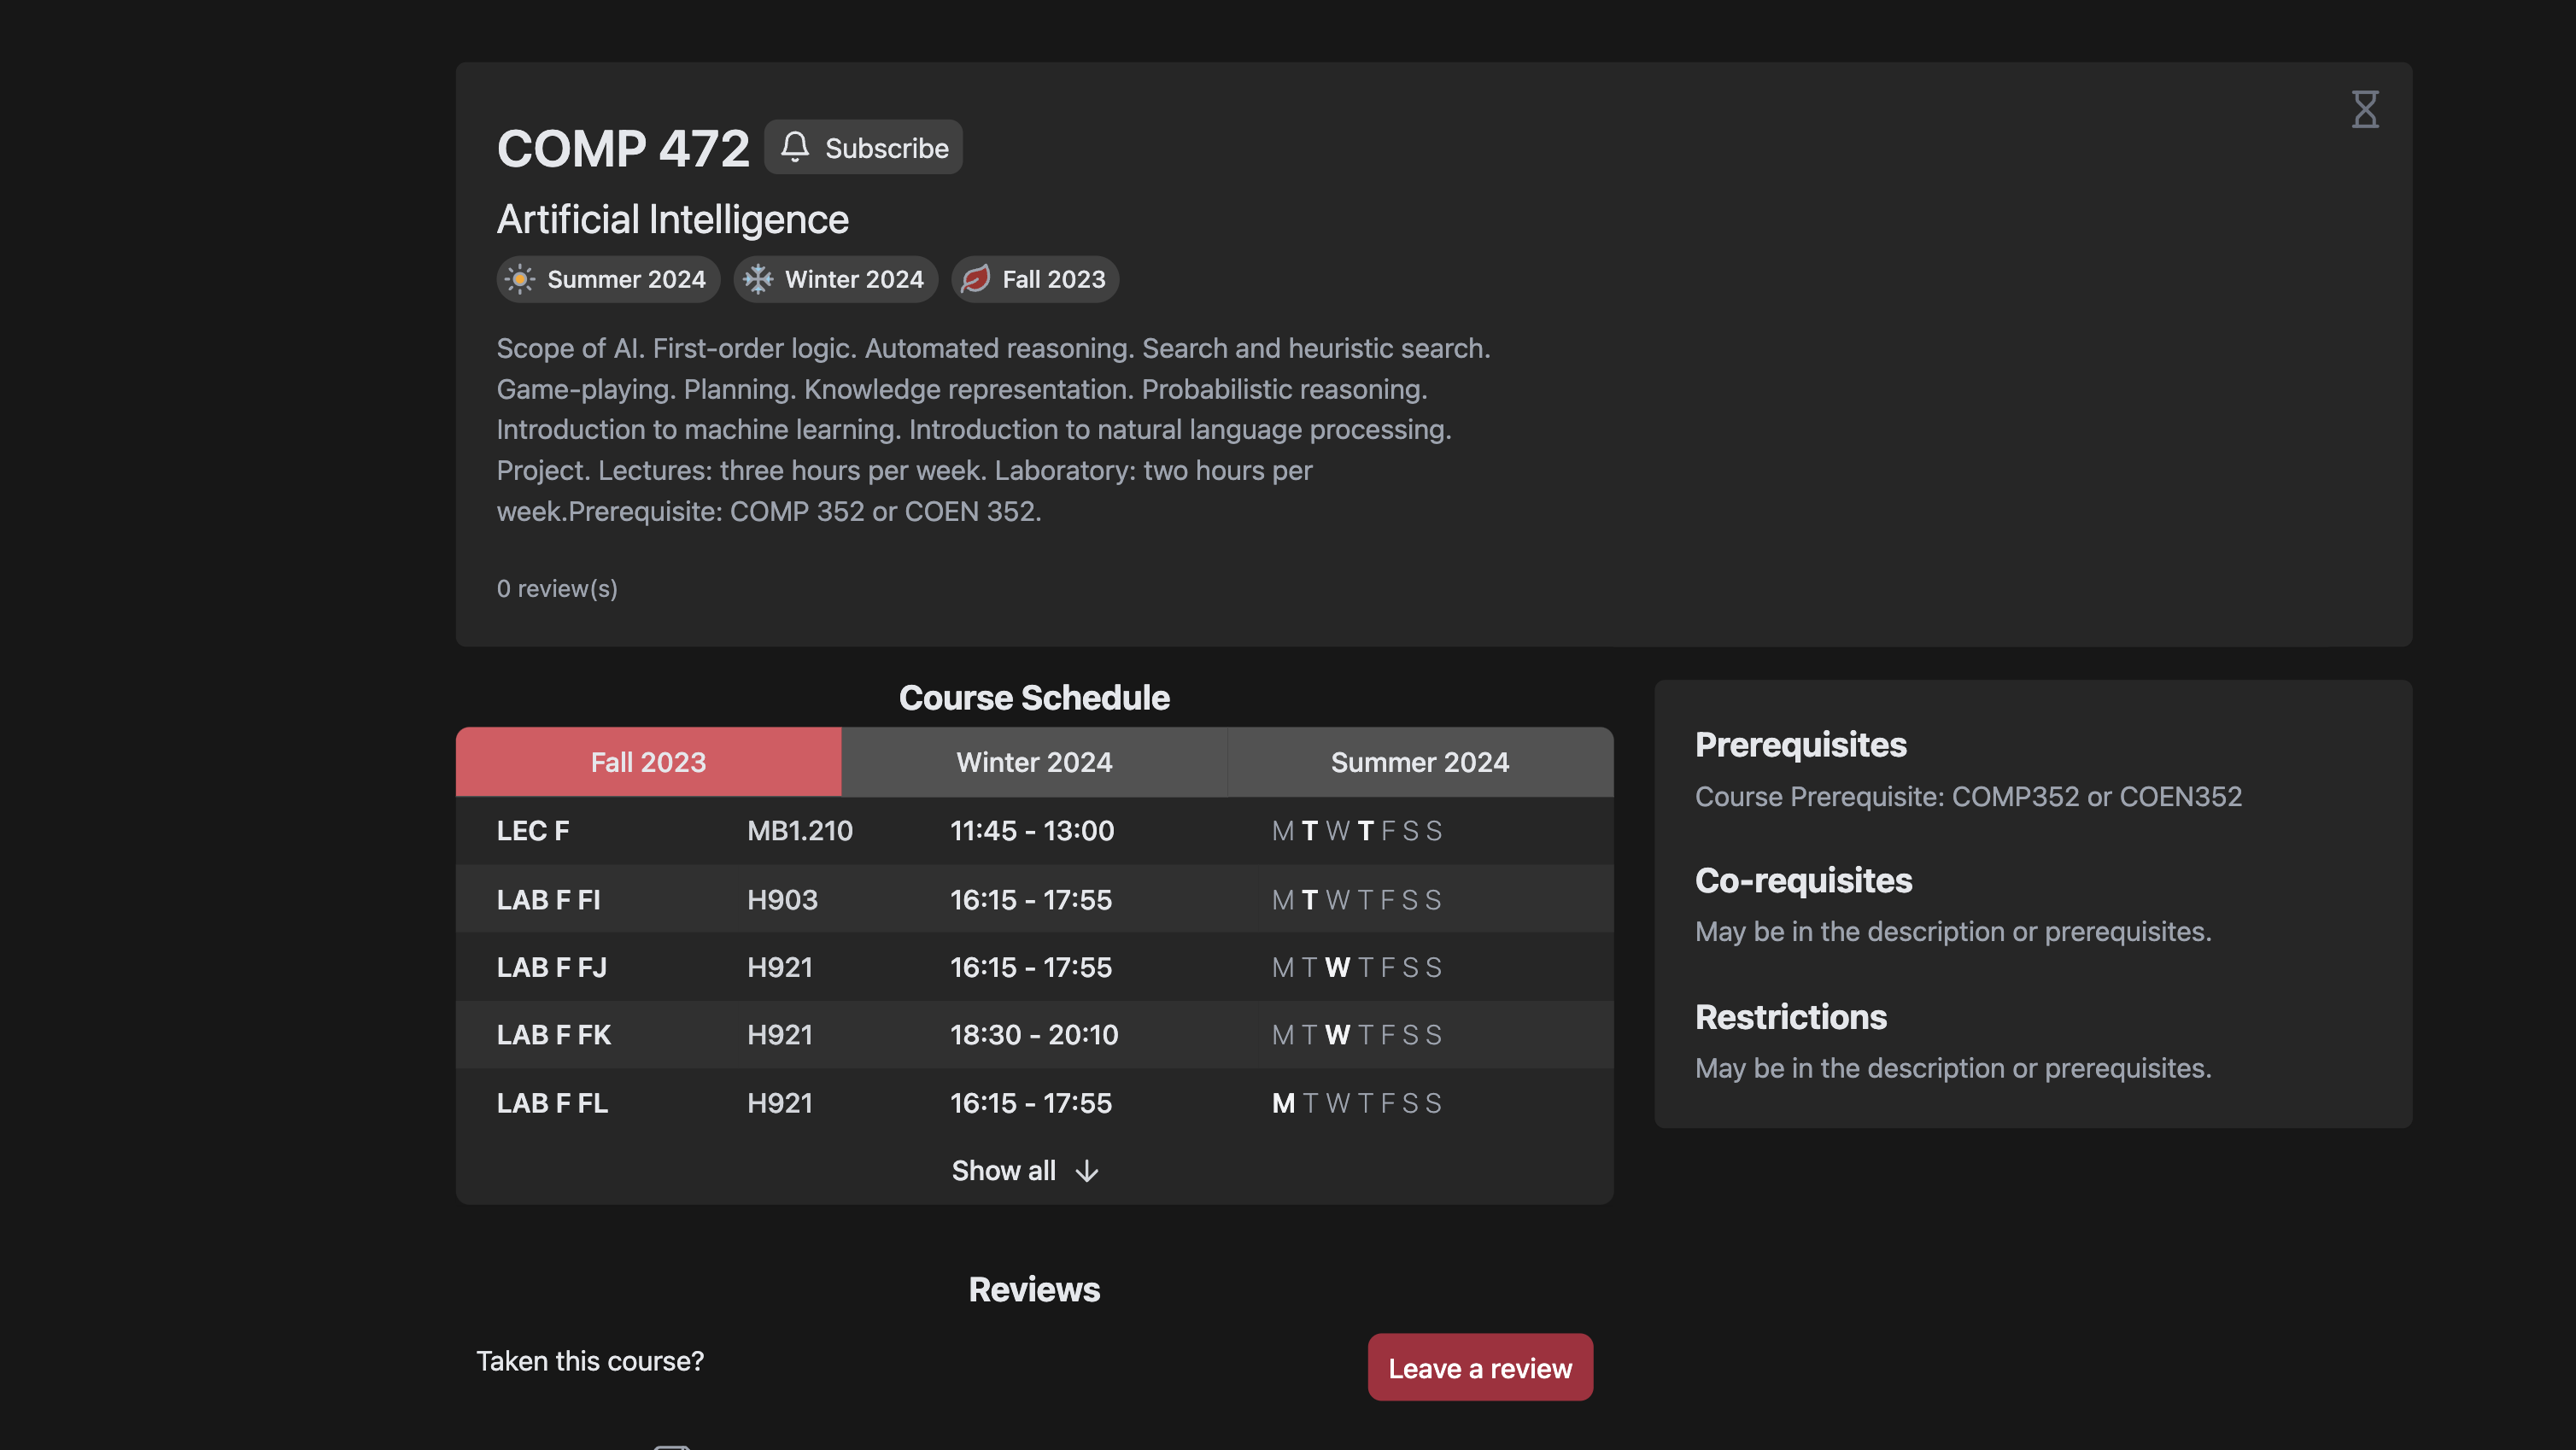 COMP 472 Subscribe
Artificial Intelligence
Summer 2024 Winter 2024 Fall 2023
Scope of AI. First-order logic. Automated reasoning. Search and heuristic search.
Game-playing. Planning. Knowledge representation. Probabilistic reasoning.
Introduction to machine learning. Introduction to natural language processing.
Project. Lectures: three hours per week. Laboratory: two hours per
week.Prerequisite: COMP 352 or COEN 352.
0 review(s)
Course Schedule
Fall 2023 Winter 2024 Summer 2024
LEC F MB1.210 11:45 - 13:00 M T W T F S S
LAB F FI H903 16:15 - 17:55 M T W T F S S
LAB F FJ H921 16:15 - 17:55 M T W T F S S
LAB F FK H921 18:30 - 20:10 M T W T F S S
LAB F FL H921 16:15 - 17:55 M T W T F S S
Show all
Prerequisites
Course Prerequisite: COMP352 or COEN352
Co-requisites
May be in the description or prerequisites.
Restrictions
May be in the description or prerequisites.
Reviews
Taken this course? Leave a review